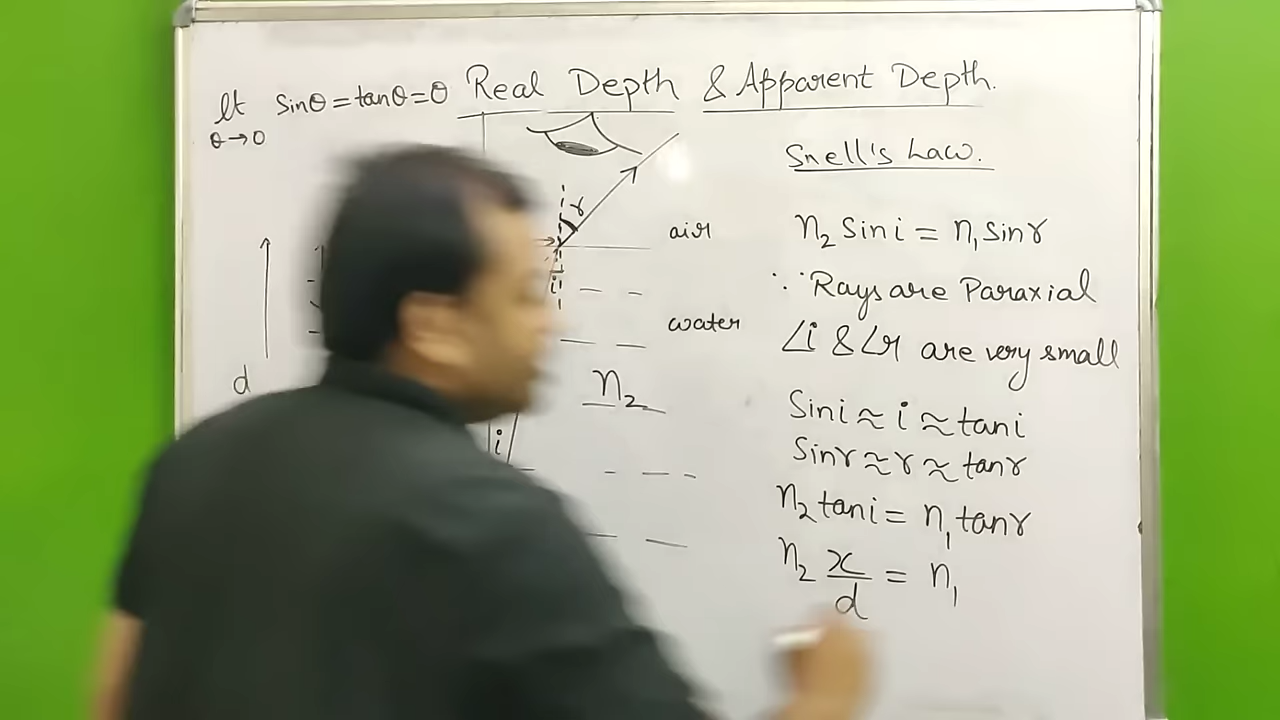 lt sinθ = tanθ = θ Real Depth & Apparent Depth.
θ→0
Snell's Law.
r
air
n₂ sin i = n₁ sin r
i
∵ Rays are Paraxial
water
∠i & ∠r are very small
d
n₂
Sin i ≈ i ≈ tan i
i
Sin r ≈ r ≈ tan r
n₂ tan i = n₁ tan r
n₂ x/d = n₁